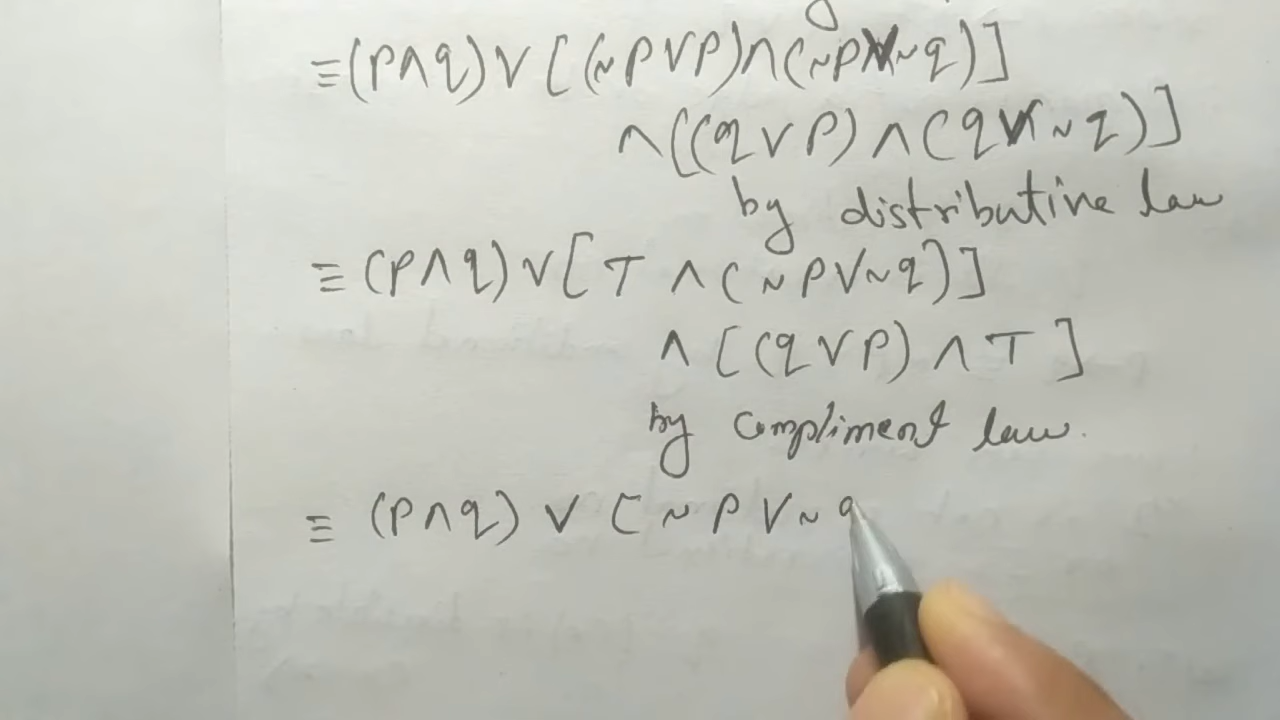 ≡(P∧q)∨[(~P∨P)∧(~P∨~q)]
∧[(q∨P)∧(q∨~q)]
by distributive law
≡(P∧q)∨[T∧(~P∨~q)]
∧[(q∨P)∧T]
by compliment law.
≡(P∧q)∨(~P∨~q